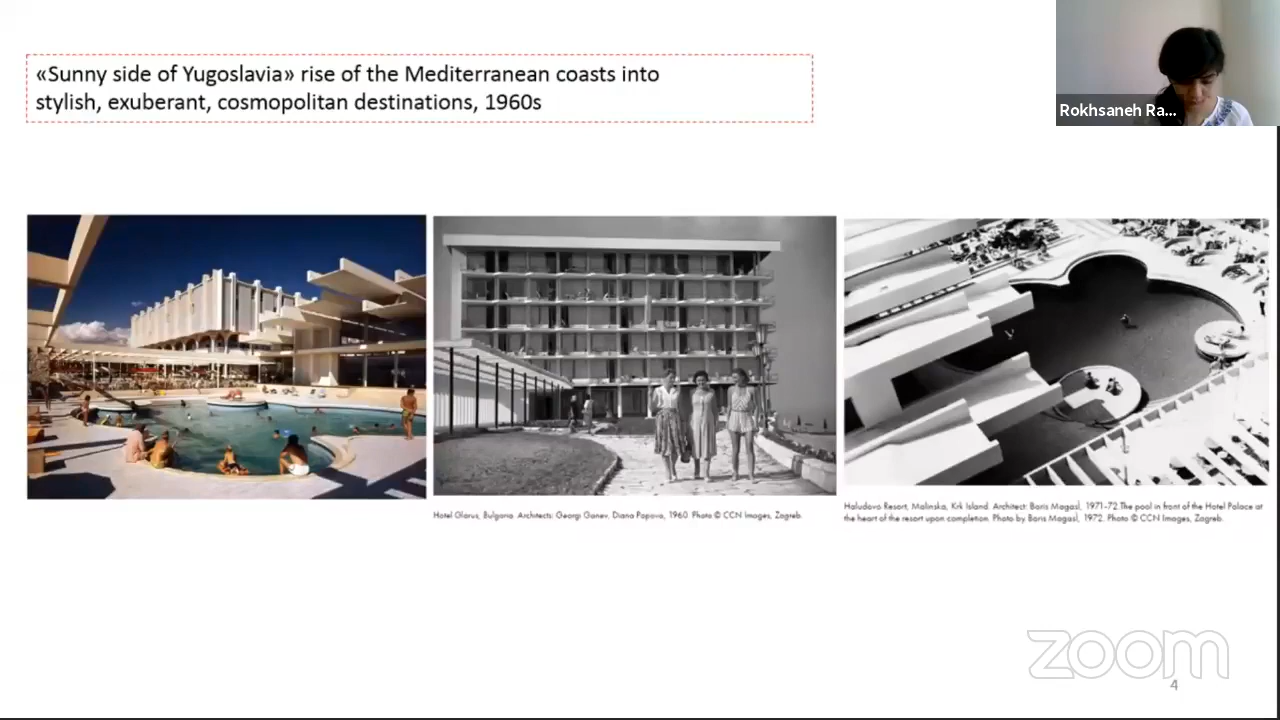 «Sunny side of Yugoslavia» rise of the Mediterranean coasts into
stylish, exuberant, cosmopolitan destinations, 1960s
Rokhsaneh Ra...
Hotel Glarus, Bulgaria. Architects: Georgi Ganev, Diana Popova, 1960. Photo © CCN Images, Zagreb.
Haludovo Resort, Malinska, Krk Island. Architect: Boris Magaš, 1971-72 The pool in front of the Hotel Palace at
the heart of the resort upon completion. Photo by Boris Magaš, 1972. Photo © CCN Images, Zagreb.
zoom
4